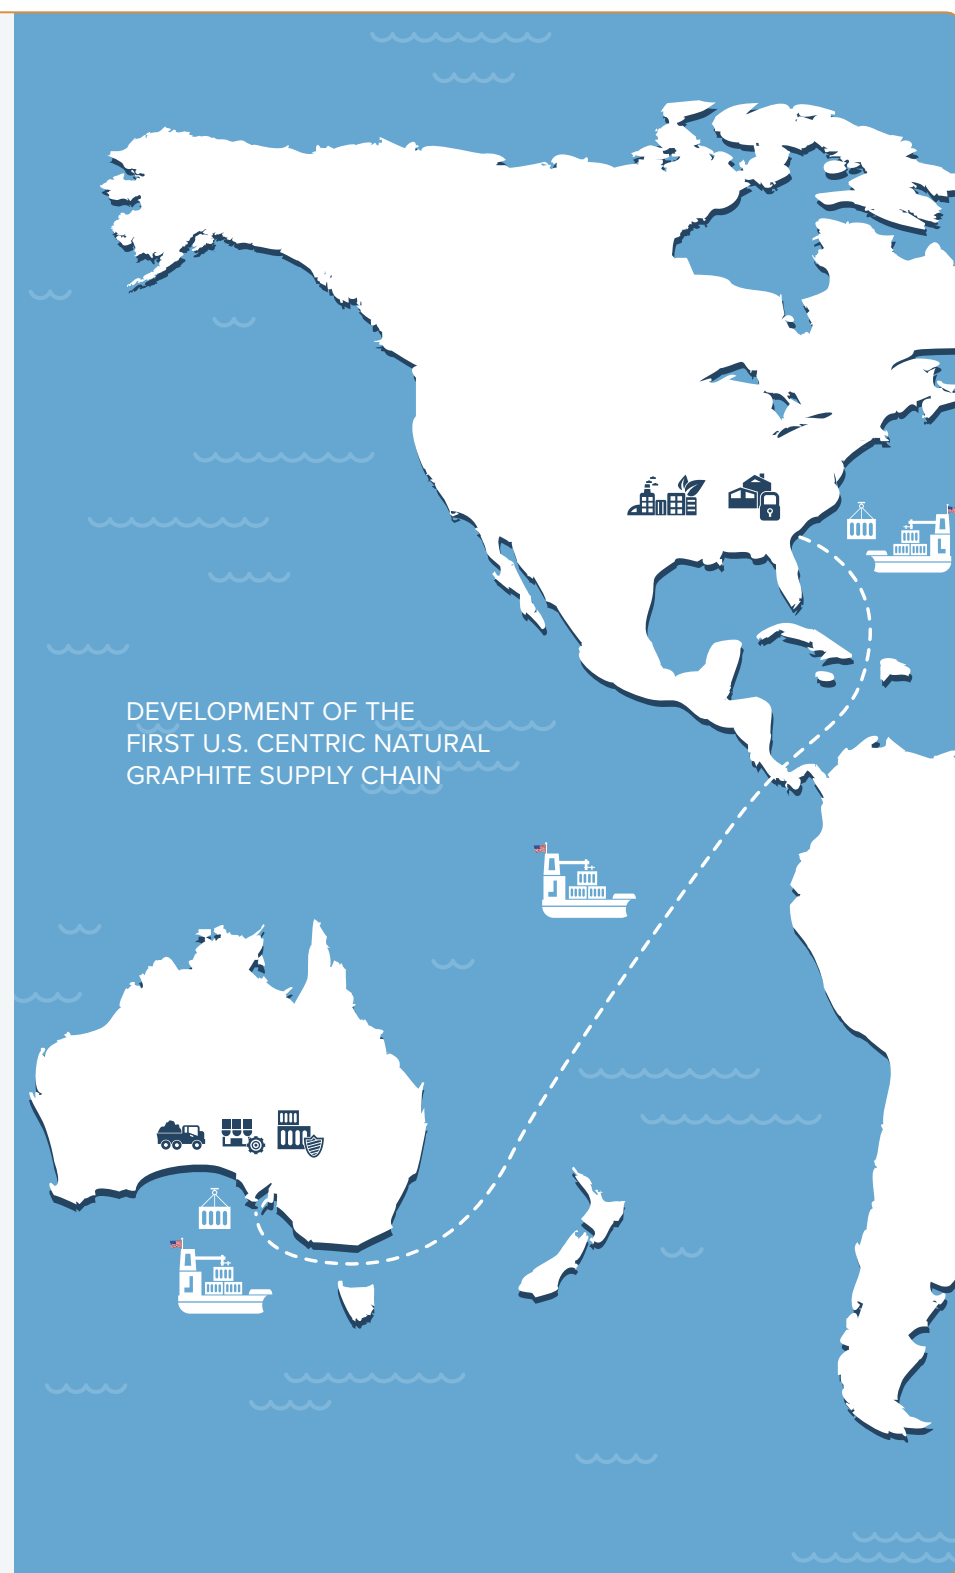 DEVELOPMENT OF THE
FIRST U.S. CENTRIC NATURAL
GRAPHITE SUPPLY CHAIN